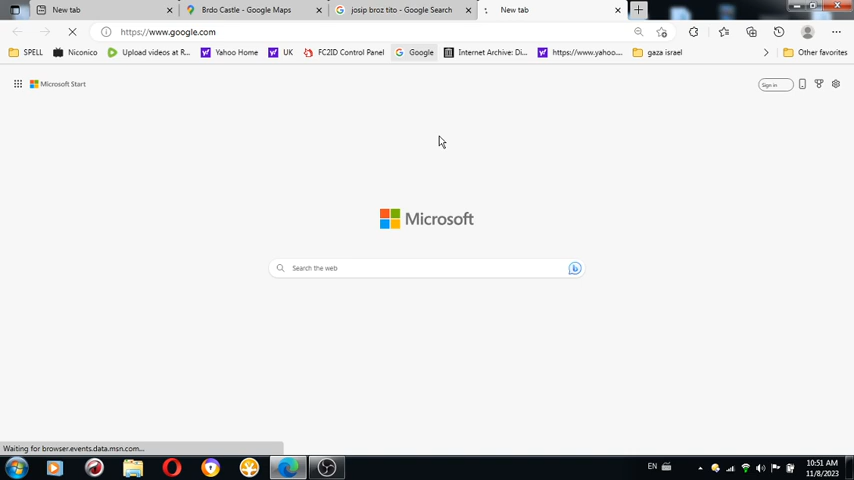 New tab
Brdo Castle - Google Maps
josip broz tito - Google Search
New tab
https://www.google.com
SPELL
Niconico
Upload videos at R...
Yahoo Home
UK
FC2ID Control Panel
Google
Internet Archive: Di...
https://www.yahoo....
gaza israel
Other favorites
Microsoft Start
Sign in
Microsoft
Search the web
Waiting for browser.events.data.msn.com...
EN
10:51 AM
11/8/2023